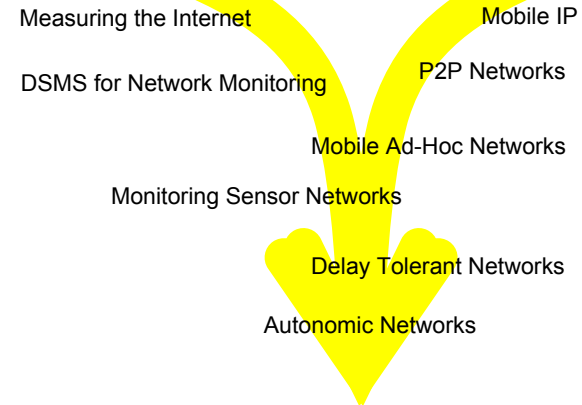 Measuring the Internet
Mobile IP
DSMS for Network Monitoring
P2P Networks
Mobile Ad-Hoc Networks
Monitoring Sensor Networks
Delay Tolerant Networks
Autonomic Networks